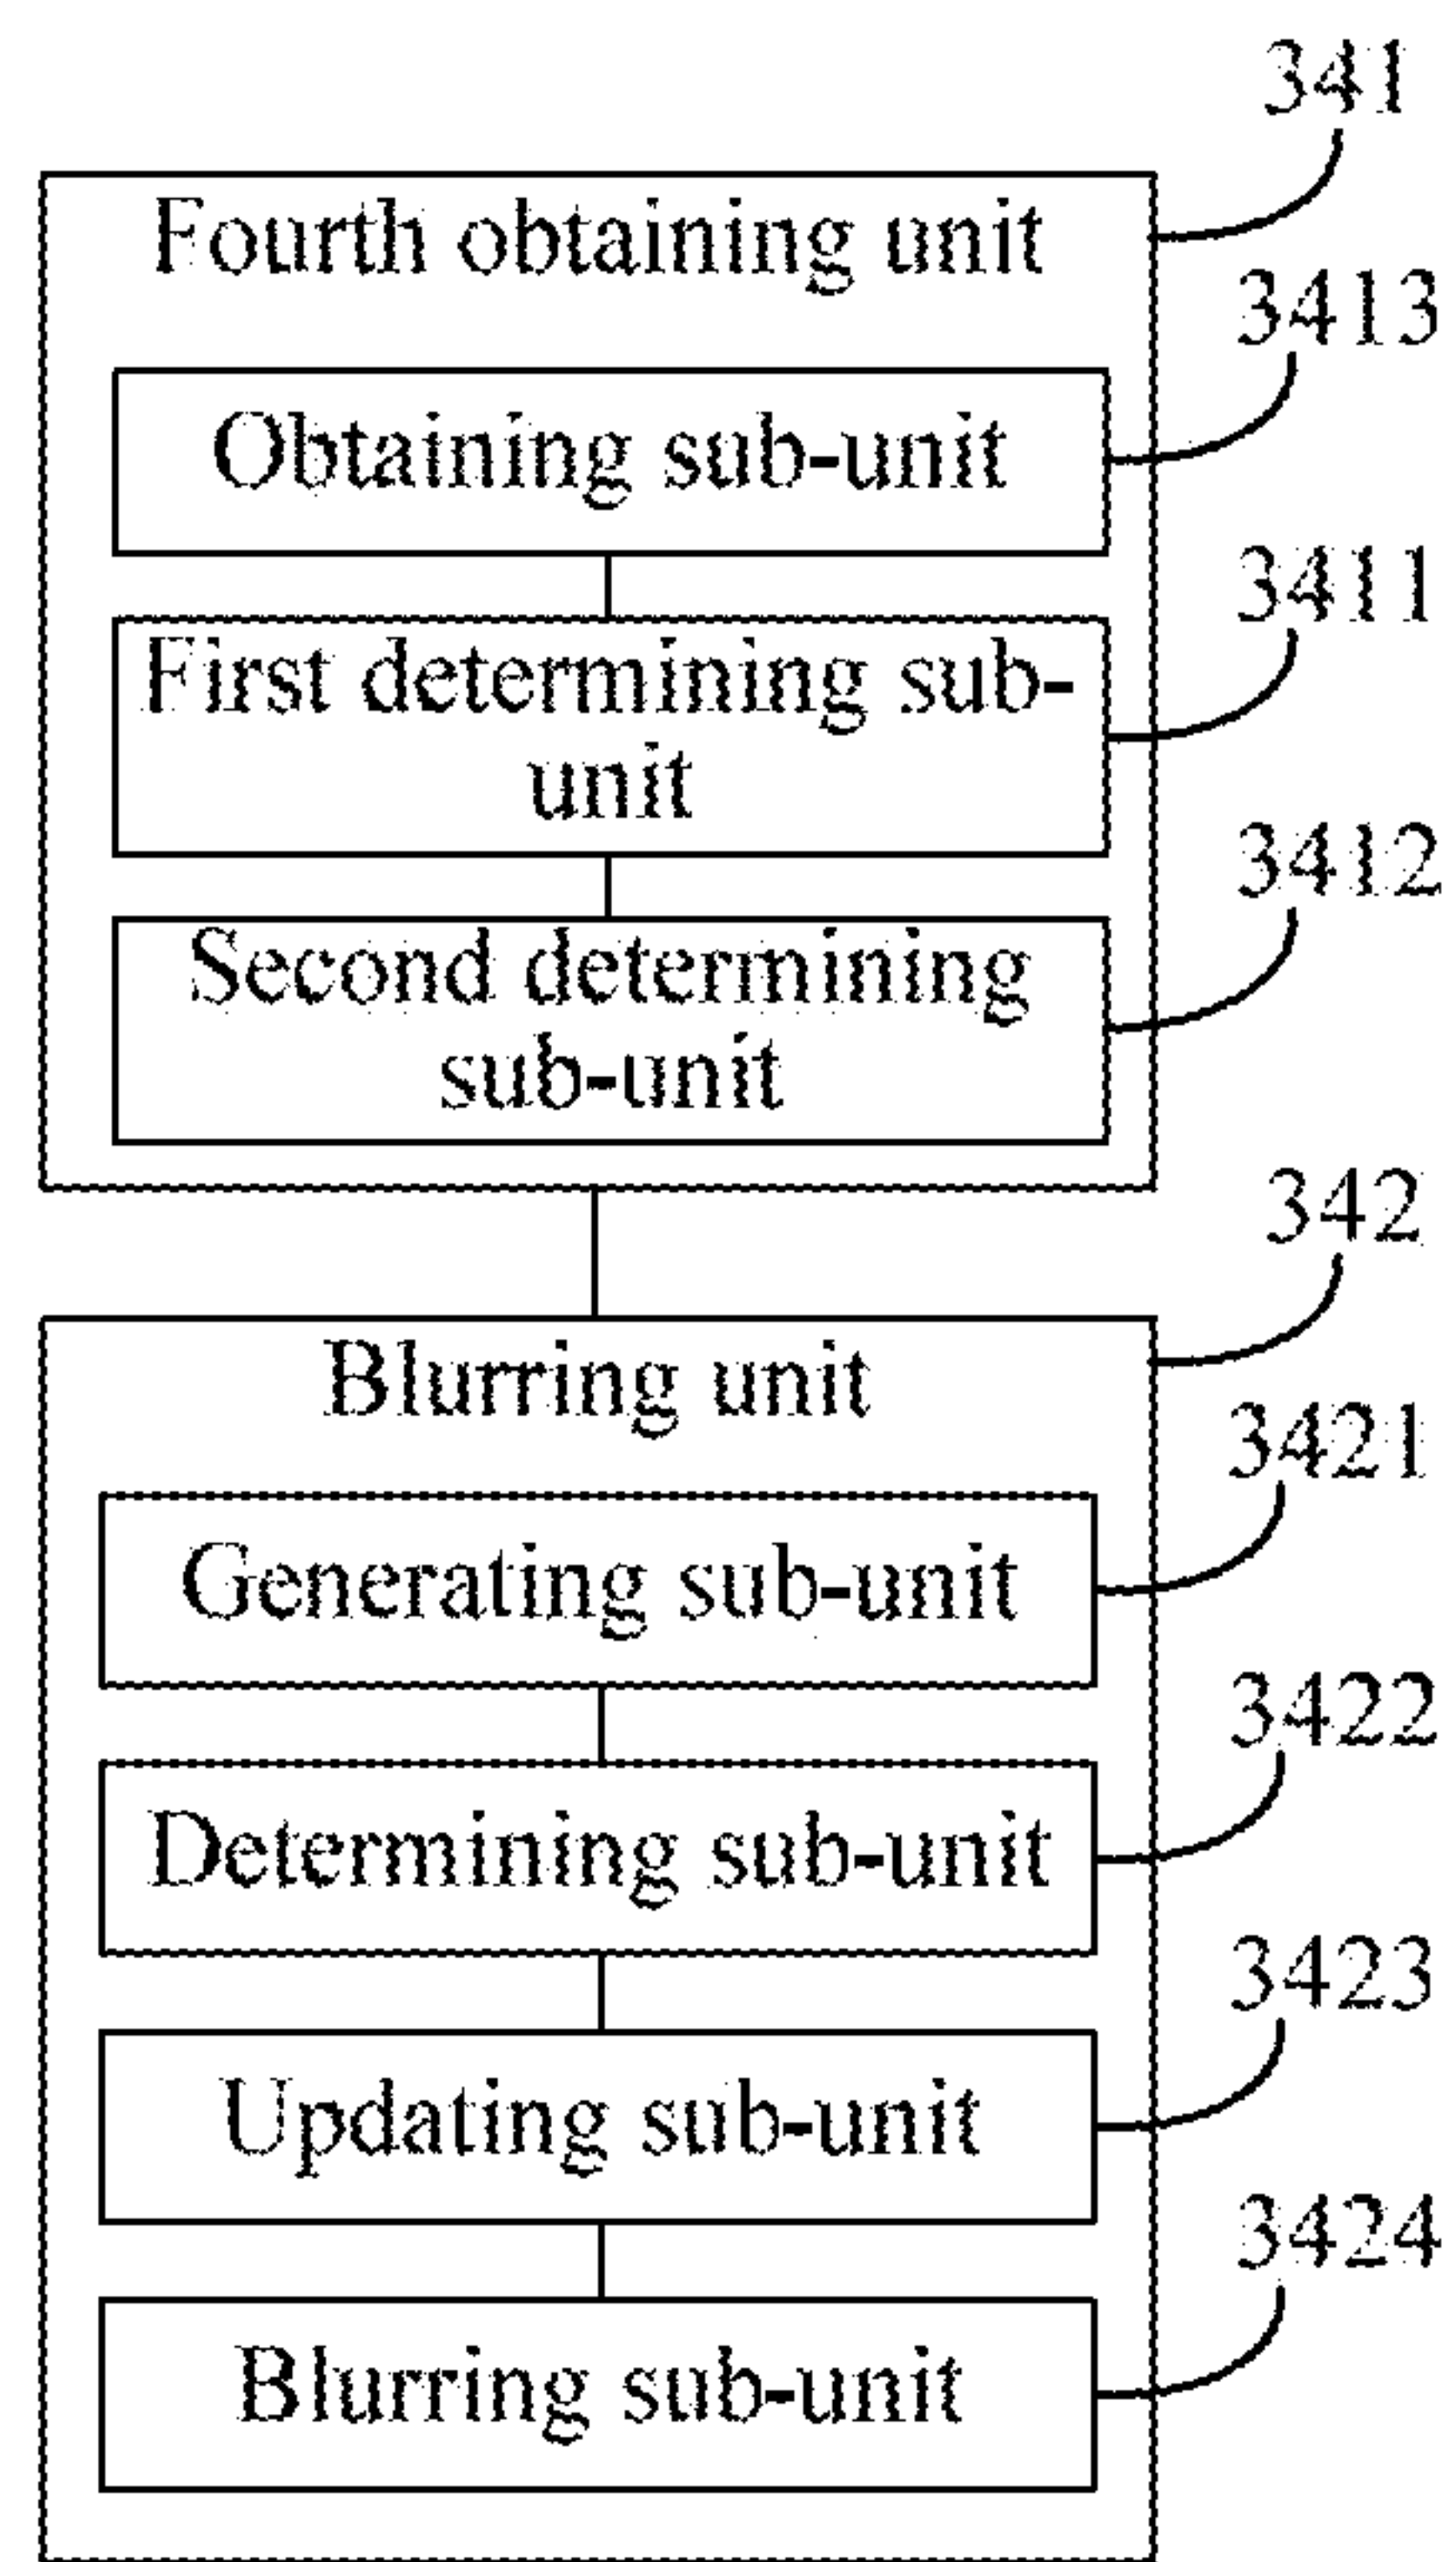 341
Fourth obtaining unit
3413
Obtaining sub-unit
3411
First determining sub-
unit
3412
Second determining
sub-unit
342
Blurring unit
3421
Generating sub-unit
3422
Determining sub-unit
3423
Updating sub-unit
3424
Blurring sub-unit